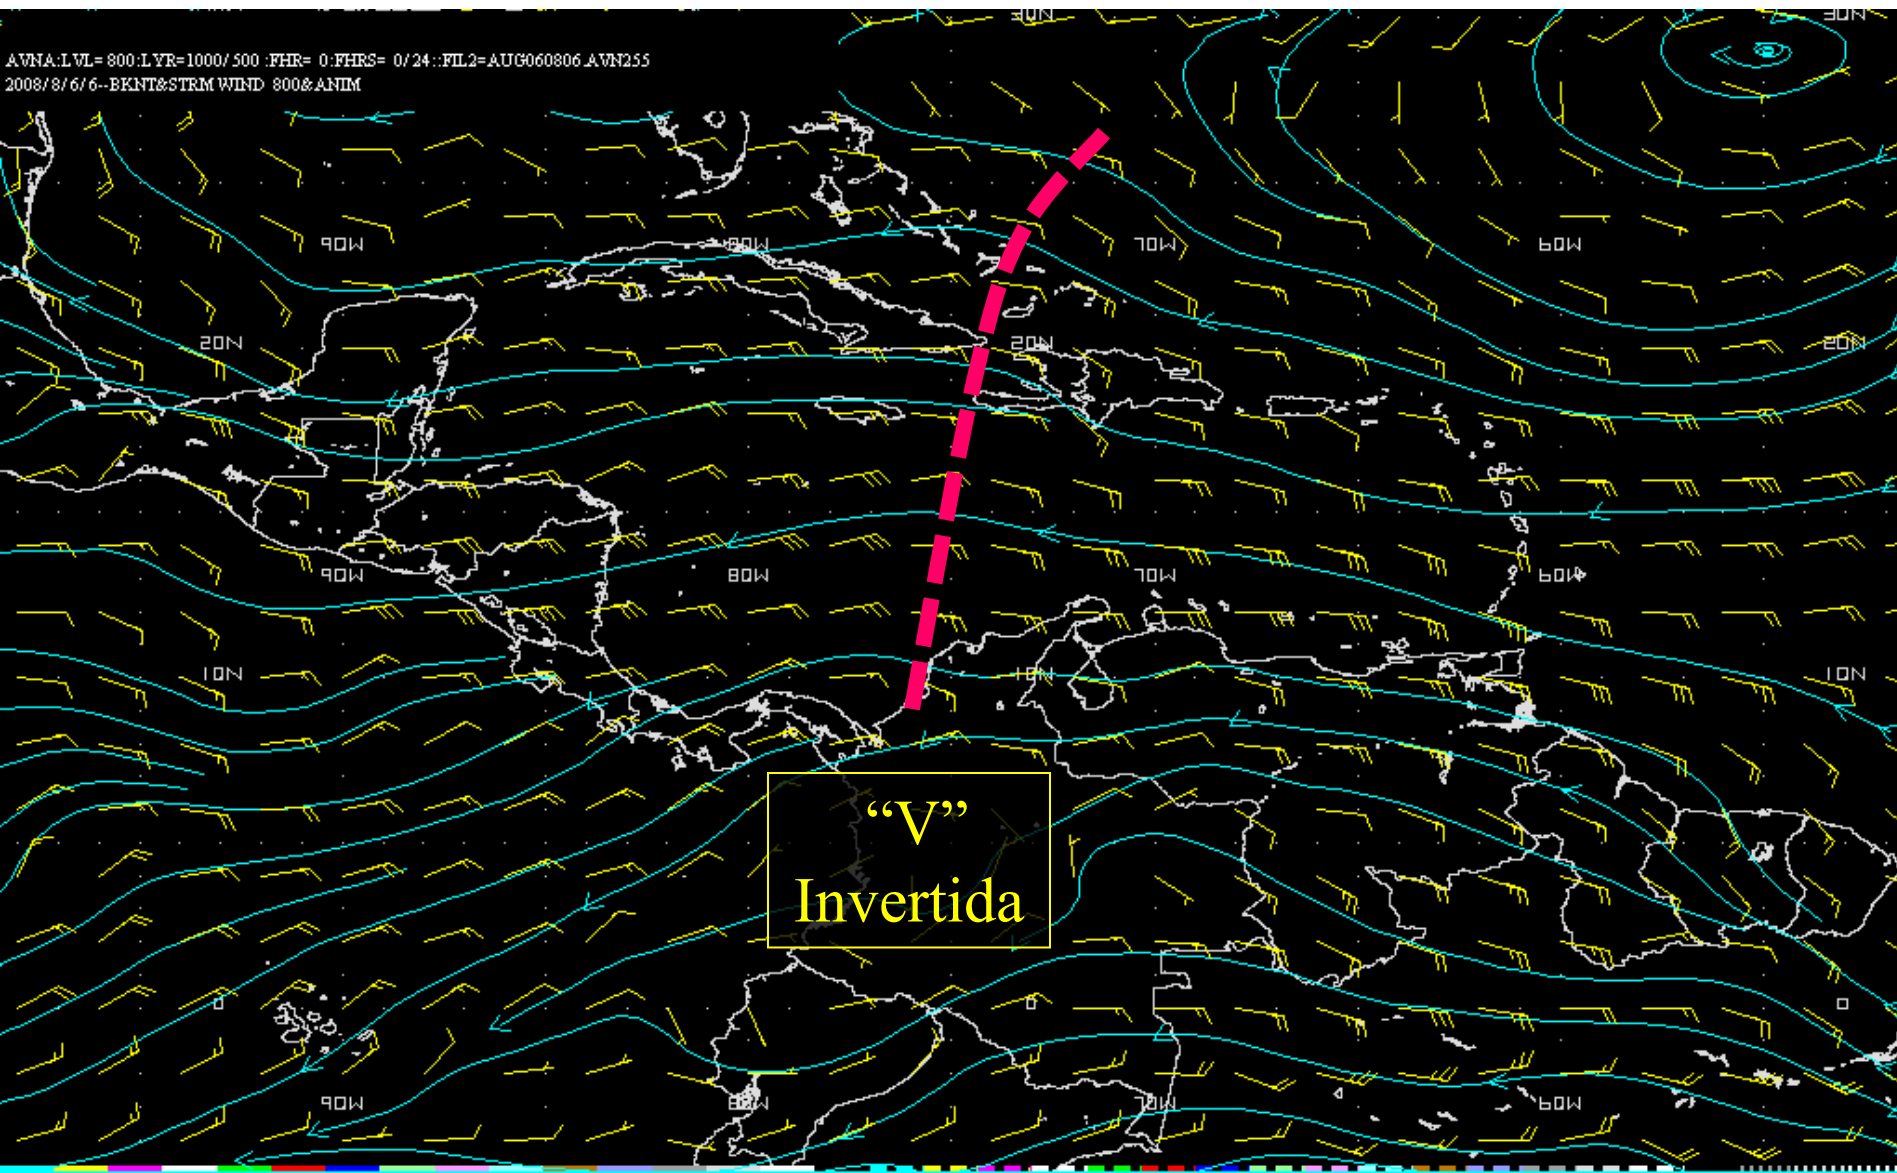 30N 30N
AVNA:LVL= 800:LYR=1000/ 500 :FHR= 0:FHRS= 0/ 24::FIL2=AUG060806.AVN255
2008/ 8/ 6/ 6--BKNT&STRM WIND 800&ANIM
90W 80W 70W 60W
20N 20N 20N
90W 80W 70W 60W
10N 10N 10N
“V”
Invertida
0 0 0
90W 80W 70W 60W